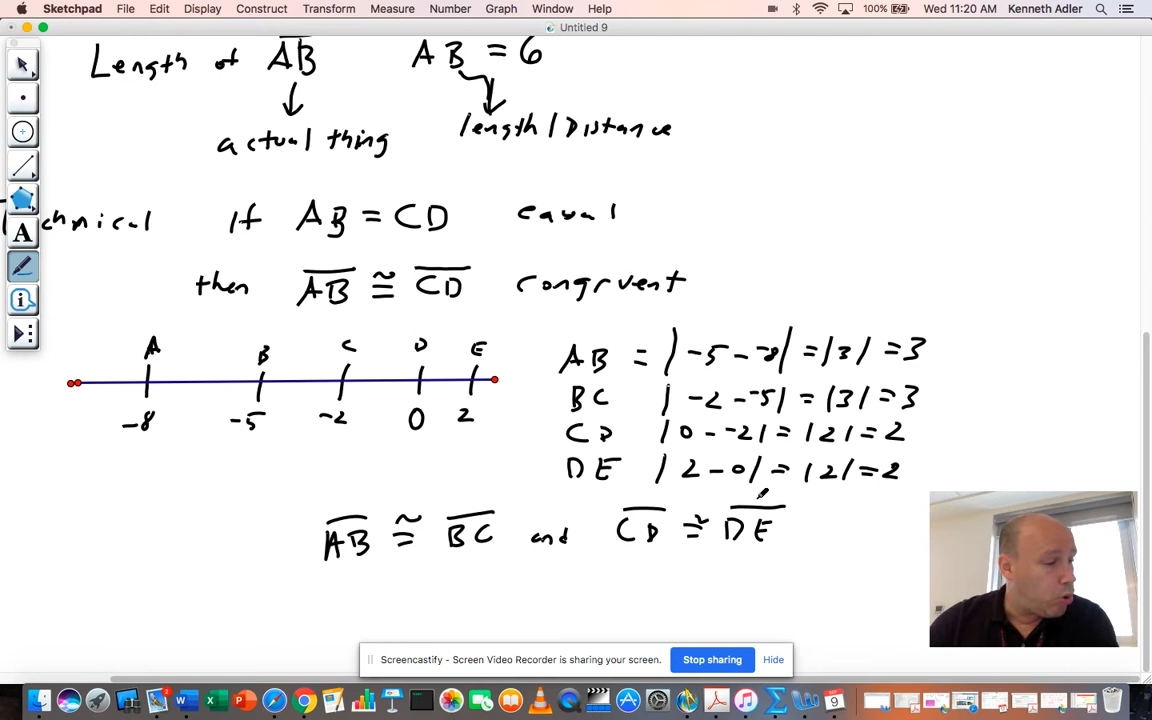 Sketchpad File Edit Display Construct Transform Measure Number Graph Window Help 100% Wed 11:20 AM Kenneth Adler
Untitled 9
Length of AB AB = 6
actual thing length / Distance
chnical If AB = CD equal
then AB ≅ CD congruent
A B C D E
-8 -5 -2 0 2
AB = | -5 - -8| = |3| = 3
BC | -2 - -5| = |3| = 3
CD |0 - -2| = |2| = 2
DE | 2 - 0| = |2| = 2
AB ≅ BC and CD ≅ DE
A
Screencastify - Screen Video Recorder is sharing your screen. Stop sharing Hide